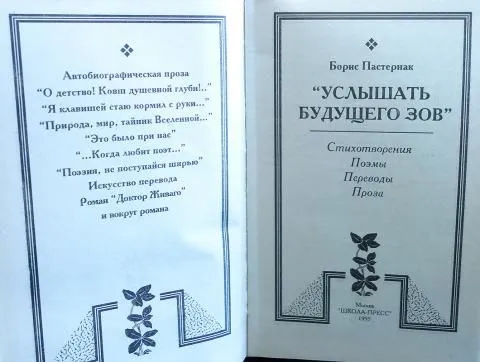 Автобиографическая проза
"О детство! Ковш душевной глуби!.."
"Я клавишей стаю кормил с руки..."
"Природа, мир, тайник Вселенной..."
"Это было при нас"
"...Когда любит поэт..."
"Поэзия, не поступайся ширью"
Искусство перевода
Роман "Доктор Живаго"
и вокруг романа
Борис Пастернак
"УСЛЫШАТЬ
БУДУЩЕГО ЗОВ"
Стихотворения
Поэмы
Переводы
Проза
Москва
"ШКОЛА-ПРЕСС"
1995